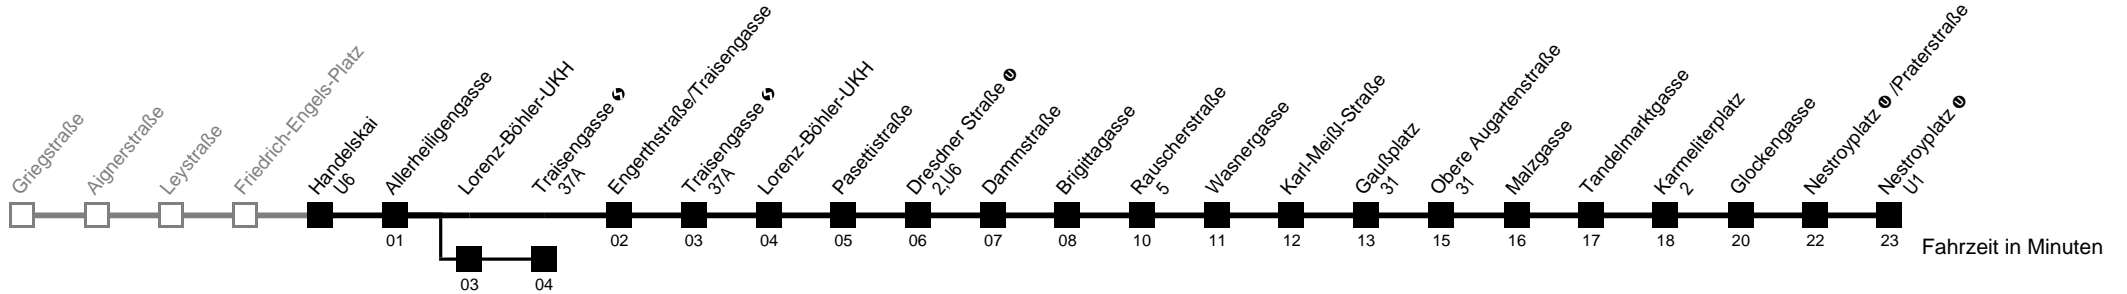 Griegstraße
Aignerstraße
Leystraße
Friedrich-Engels-Platz
Handelskai
U6
Allerheiligengasse
Lorenz-Böhler-UKH
Traisengasse S
37A
Engerthstraße/Traisengasse
Traisengasse S
37A
Lorenz-Böhler-UKH
Pasettistraße
Dresdner Straße U
2,U6
Dammstraße
Brigittagasse
Rauscherstraße
5
Wasnergasse
Karl-Meißl-Straße
Gaußplatz
31
Obere Augartenstraße
31
Malzgasse
Tandelmarktgasse
Karmeliterplatz
2
Glockengasse
Nestroyplatz U /Praterstraße
Nestroyplatz U
U1
01
02
03
04
05
06
07
08
10
11
12
13
15
16
17
18
20
22
23
Fahrzeit in Minuten
03
04